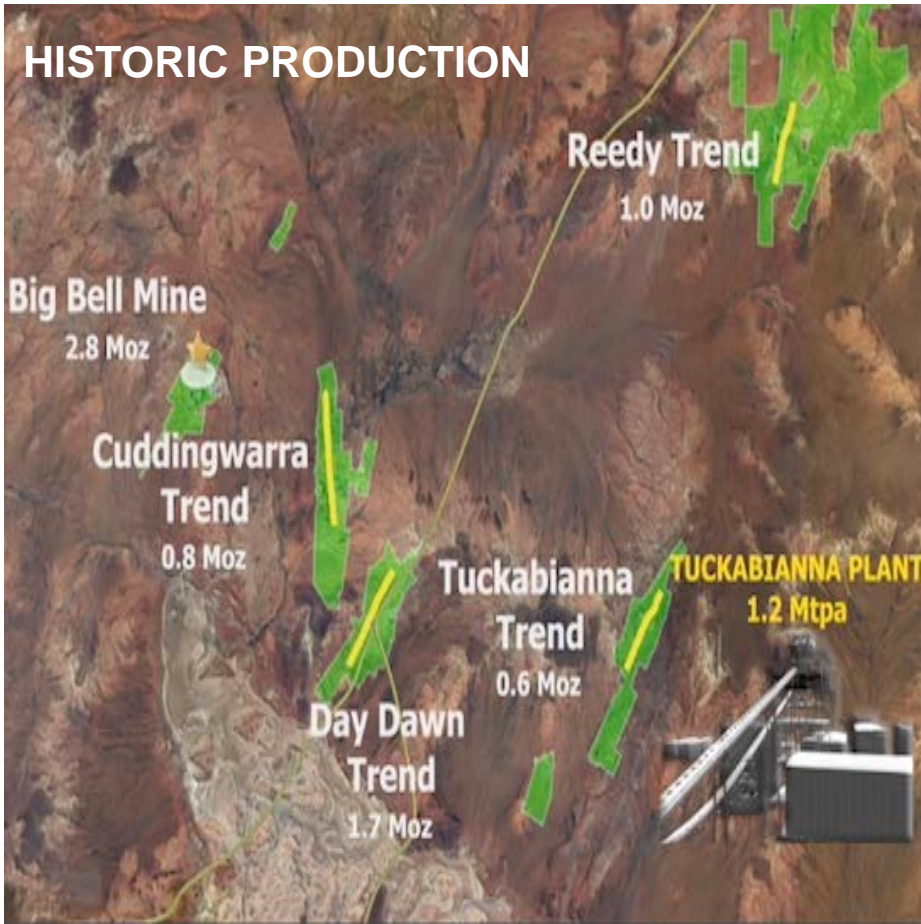 HISTORIC PRODUCTION
Reedy Trend
1.0 Moz
Big Bell Mine
2.8 Moz
Cuddingwarra
Trend
0.8 Moz
Tuckabianna
Trend
0.6 Moz
TUCKABIANNA PLANT
1.2 Mtpa
Day Dawn
Trend
1.7 Moz